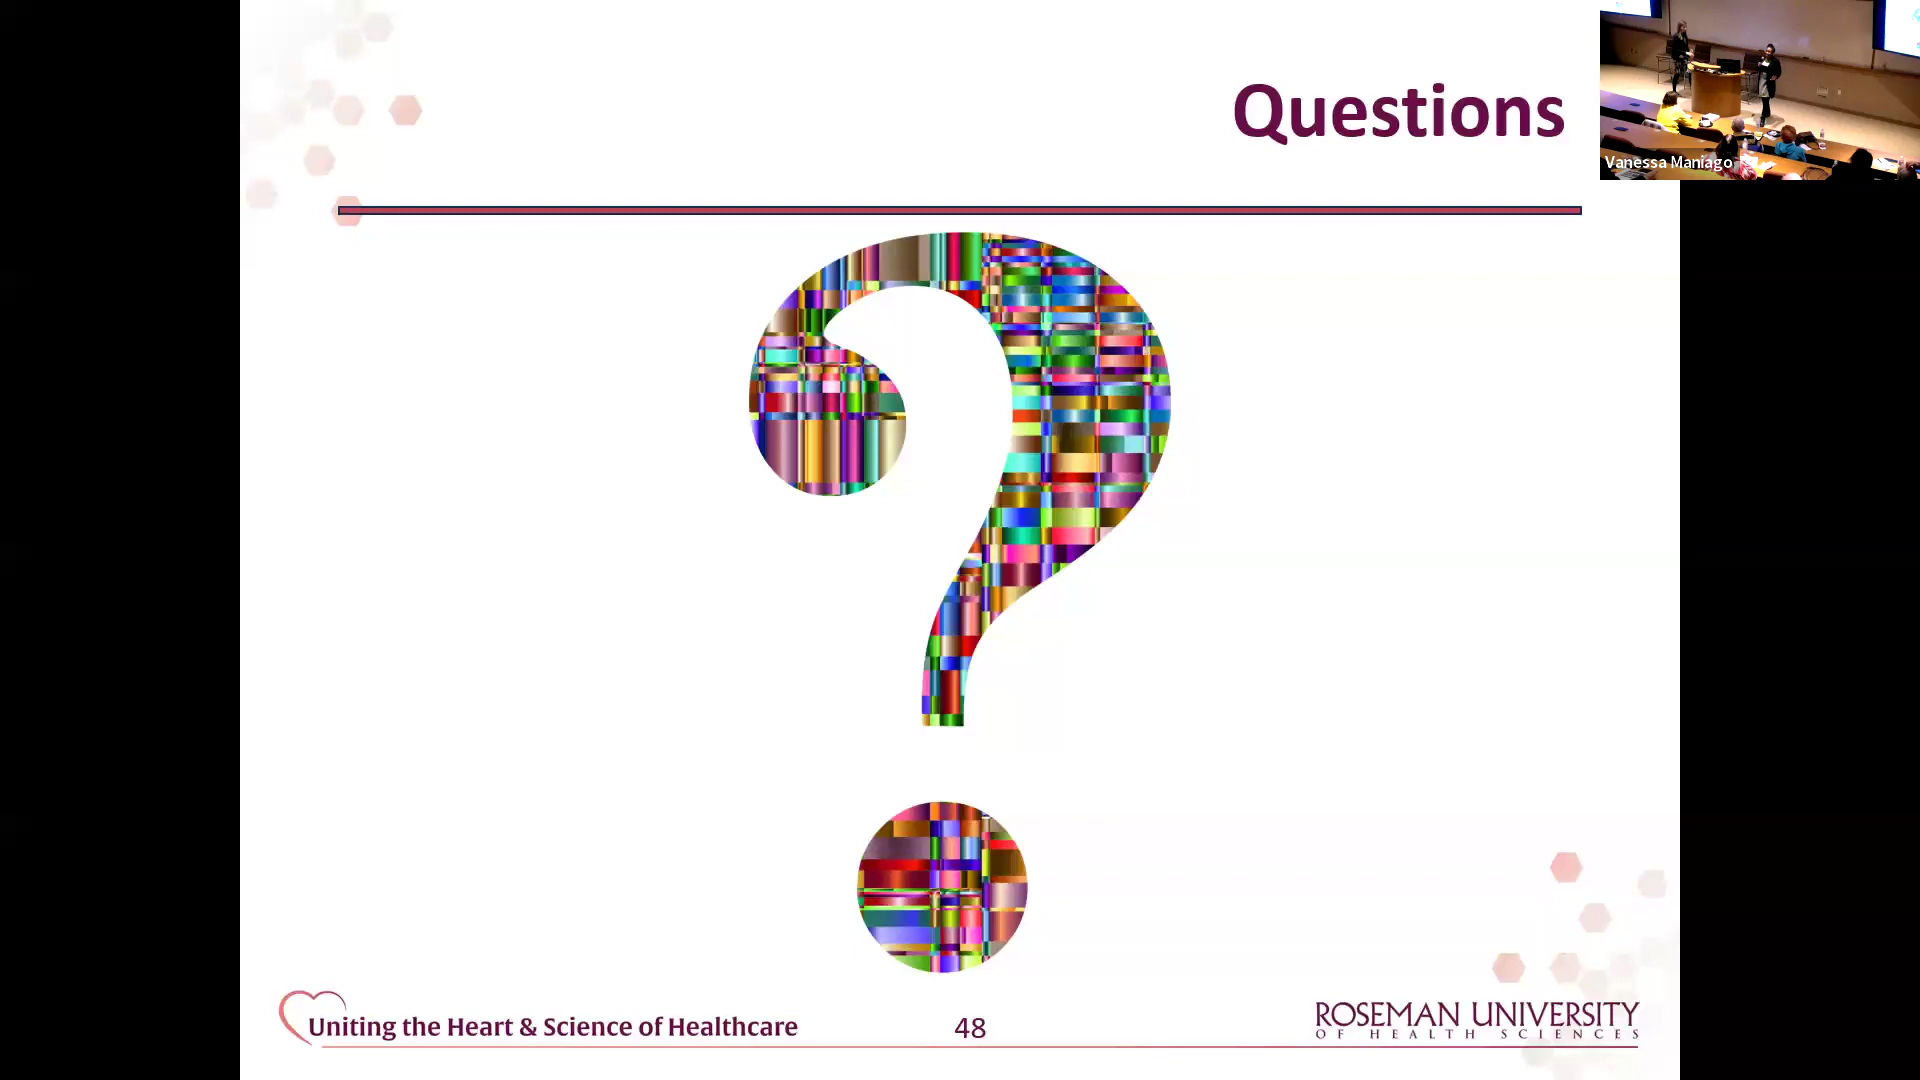 Questions
Vanessa Maniago
Uniting the Heart & Science of Healthcare
48
ROSEMAN UNIVERSITY
OF HEALTH SCIENCES